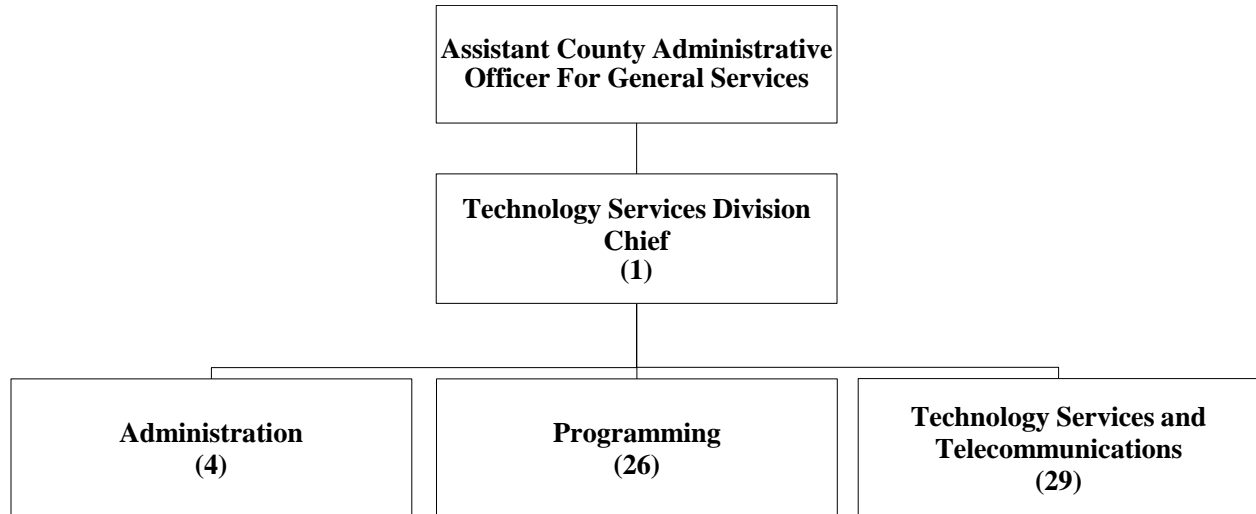 Assistant County Administrative
Officer For General Services
Technology Services Division
Chief
(1)
Administration
(4)
Programming
(26)
Technology Services and
Telecommunications
(29)